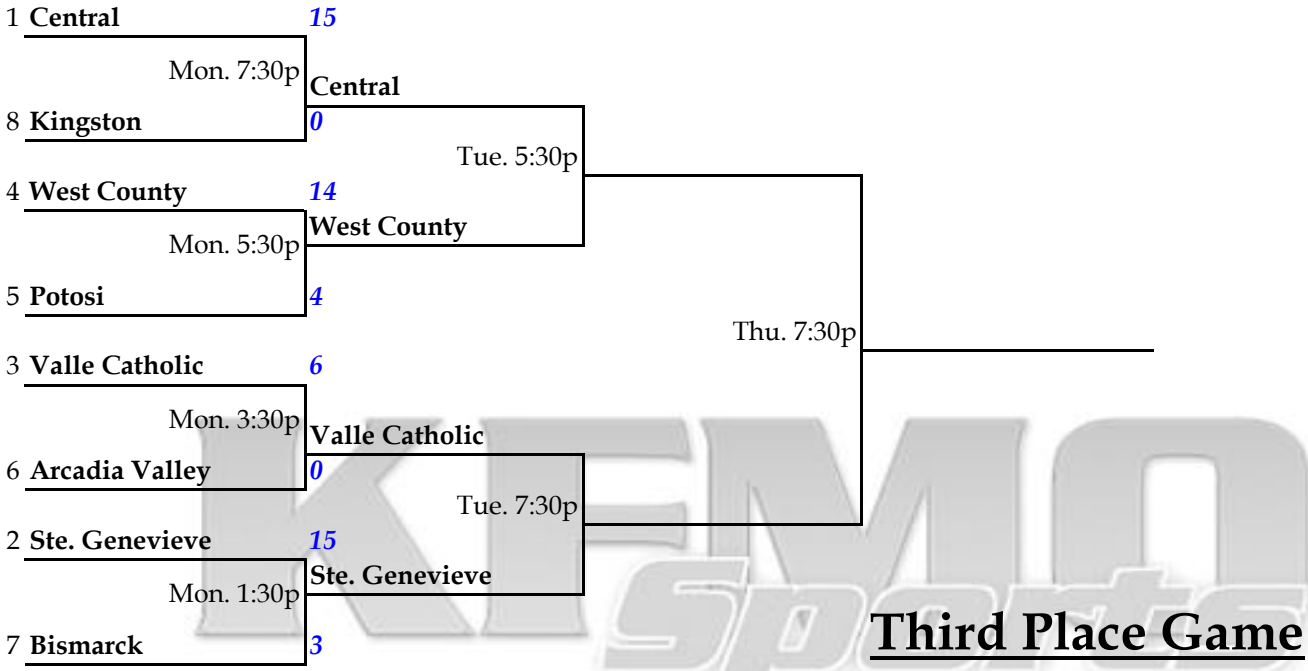 1 Central 15
Mon. 7:30p
Central
8 Kingston 0
Tue. 5:30p
4 West County 14
West County
Mon. 5:30p
5 Potosi 4
Thu. 7:30p
3 Valle Catholic 6
Mon. 3:30p
Valle Catholic
6 Arcadia Valley 0
Tue. 7:30p
2 Ste. Genevieve 15
Ste. Genevieve
Mon. 1:30p
7 Bismarck 3
KFMO
Sports
Third Place Game